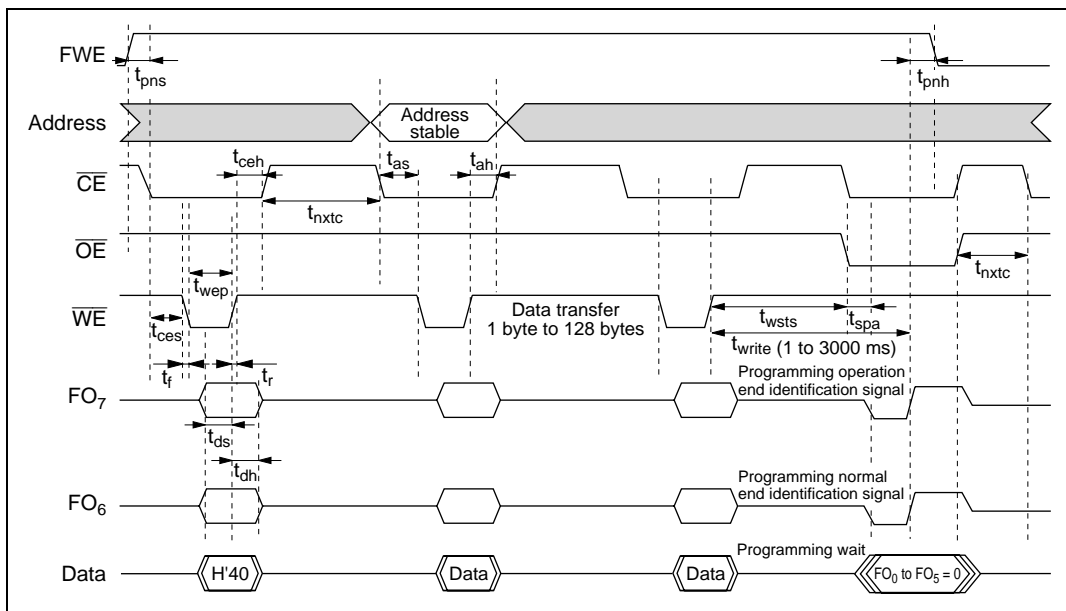 FWE
tpns
tpnh
Address
Address
stable
tceh
tas
tah
CE
tnxtc
OE
twep
tnxtc
WE
tces
Data transfer
1 byte to 128 bytes
twsts
tspa
twrite (1 to 3000 ms)
tf
tr
Programming operation
end identification signal
FO7
tds
tdh
Programming normal
end identification signal
FO6
Programming wait
Data
H'40
Data
Data
FO0 to FO5 = 0